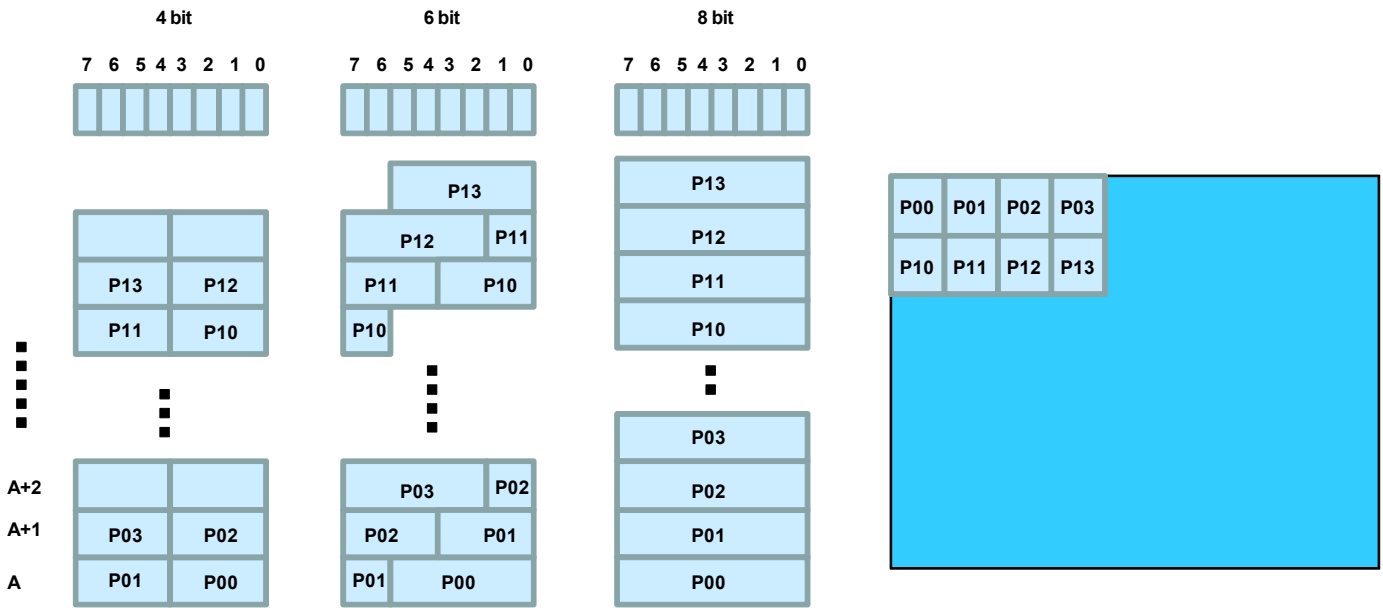 4 bit 6 bit 8 bit
7 6 5 4 3 2 1 0 7 6 5 4 3 2 1 0 7 6 5 4 3 2 1 0
P13 P13
P12 P11 P12 P00 P01 P02 P03
P13 P12 P11 P10 P11 P10 P11 P12 P13
P11 P10 P10 P10
P03
A+2 P03 P02 P02
A+1 P03 P02 P02 P01 P01
A P01 P00 P01 P00 P00